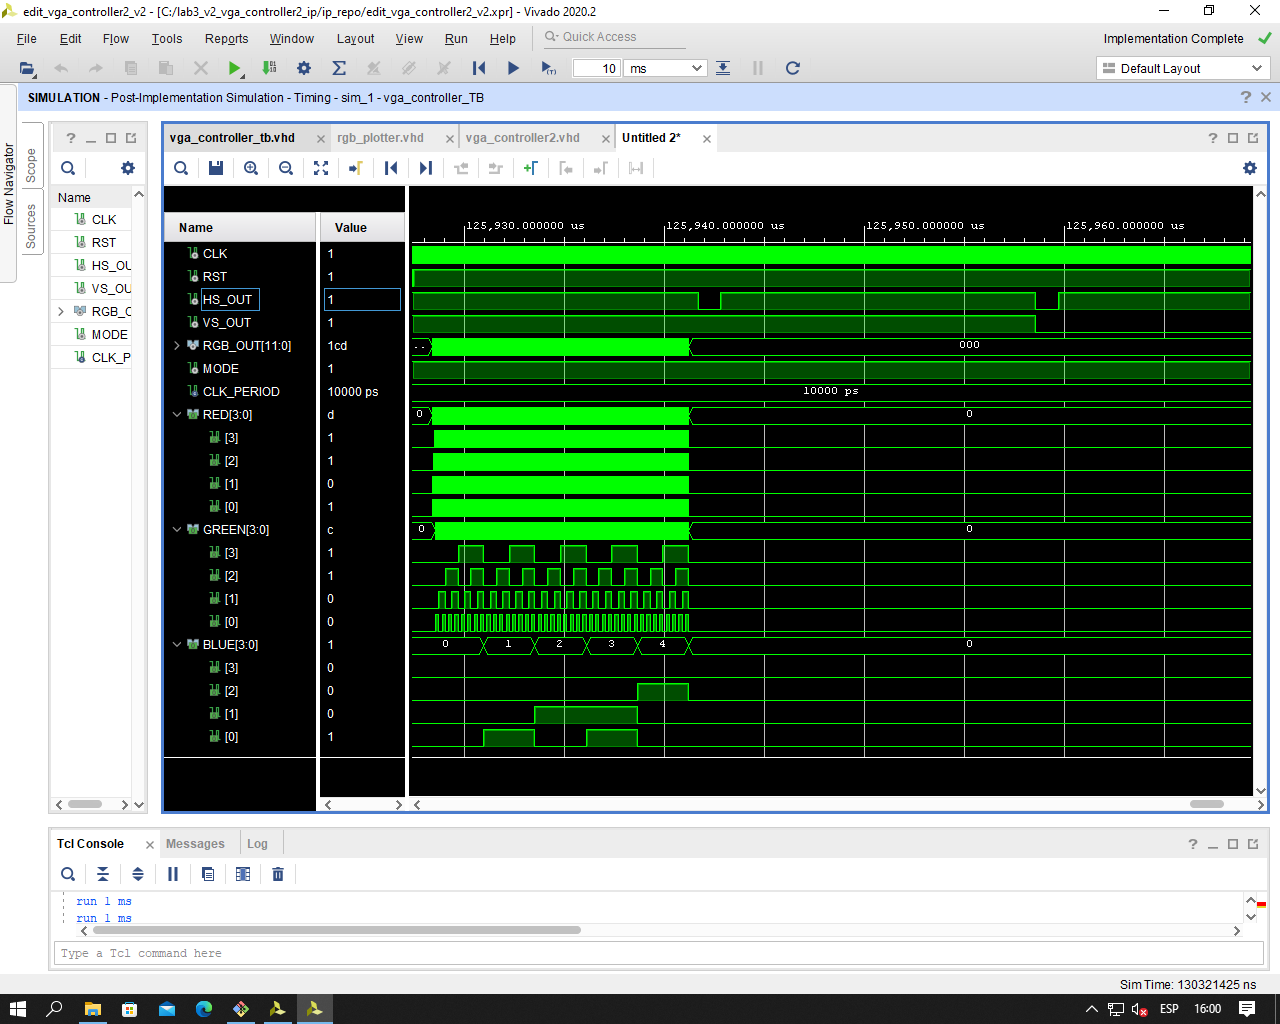 edit_vga_controller2_v2 - [C:/lab3_v2_vga_controller2_ip/ip_repo/edit_vga_controller2_v2.xpr] - Vivado 2020.2
File Edit Flow Tools Reports Window Layout View Run Help Quick Access
Implementation Complete
10 ms
Default Layout
SIMULATION - Post-Implementation Simulation - Timing - sim_1 - vga_controller_TB
Flow Navigator
Scope
Sources
Name
CLK
RST
HS_OU
VS_OU
RGB_O
MODE
CLK_P
vga_controller_tb.vhd rgb_plotter.vhd vga_controller2.vhd Untitled 2*
125,930.000000 us 125,940.000000 us 125,950.000000 us 125,960.000000 us
Name Value
CLK 1
RST 1
HS_OUT 1
VS_OUT 1
RGB_OUT[11:0] 1cd .. 000
MODE 1
CLK_PERIOD 10000 ps 10000 ps
RED[3:0] d 0 0
[3] 1
[2] 1
[1] 0
[0] 1
GREEN[3:0] c 0 0
[3] 1
[2] 1
[1] 0
[0] 0
BLUE[3:0] 1 0 1 2 3 4 0
[3] 0
[2] 0
[1] 0
[0] 1
Tcl Console Messages Log
run 1 ms
run 1 ms
Type a Tcl command here
Sim Time: 130321425 ns
ESP 16:00